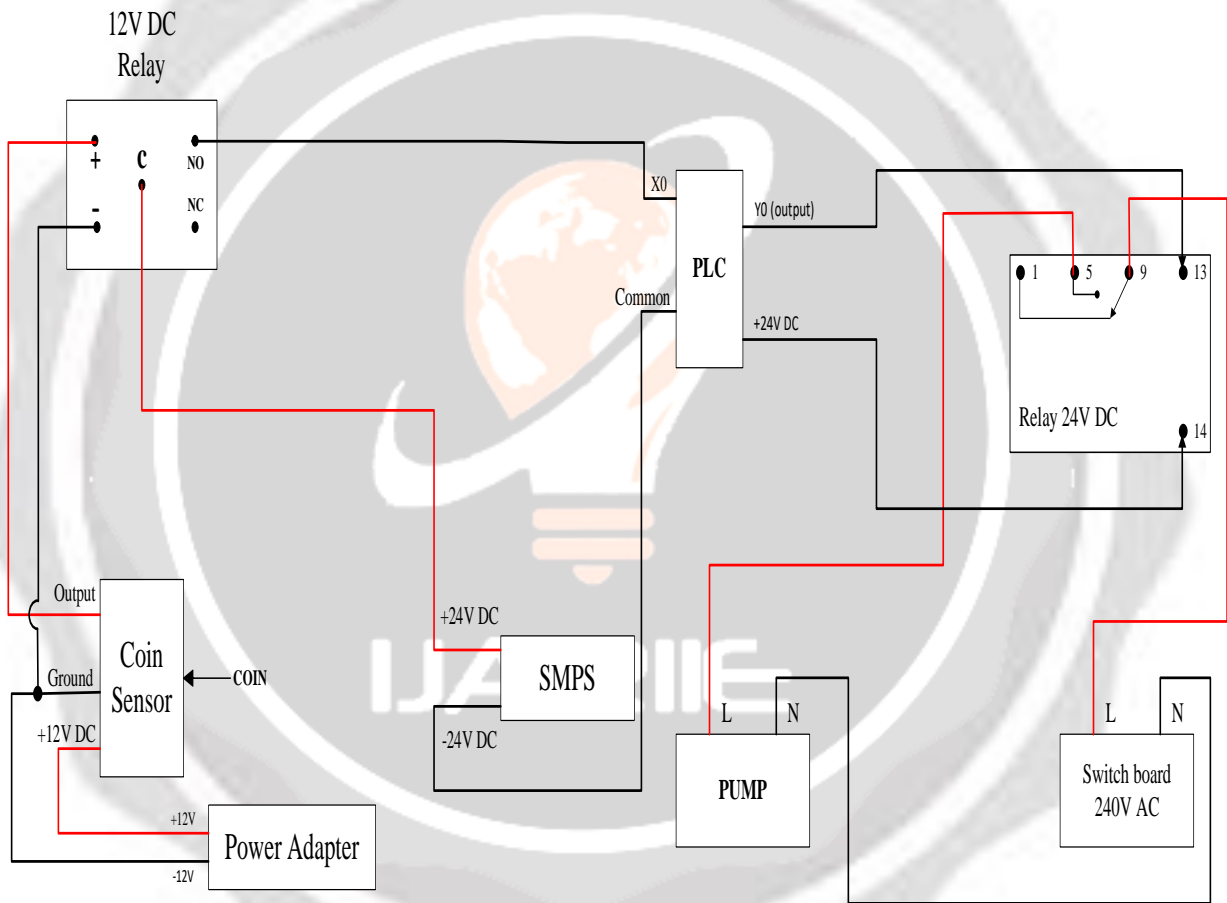 12V DC
Relay
+
C
NO
-
NC
X0
Y0 (output)
PLC
Common
+24V DC
1
5
9
13
Relay 24V DC
14
Output
Coin
Sensor
Ground
COIN
+12V DC
+24V DC
SMPS
-24V DC
L
N
PUMP
L
N
Switch board
240V AC
+12V
Power Adapter
-12V
IJARIIE